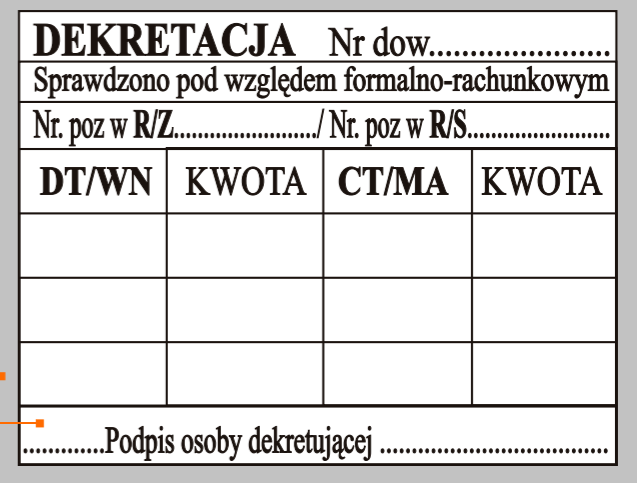 DEKRETACJA Nr dow.....................
Sprawdzono pod względem formalno-rachunkowym
Nr. poz w R/Z........................./ Nr. poz w R/S.........................
DT/WN KWOTA CT/MA KWOTA
.............Podpis osoby dekretującej ....................................